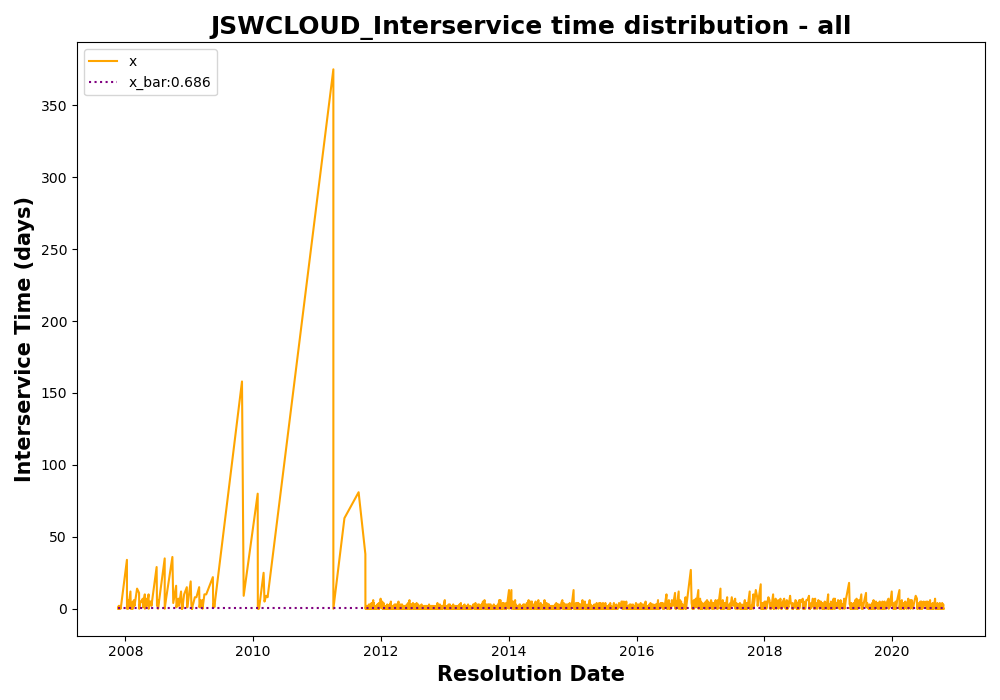 JSWCLOUD_Interservice time distribution - all
x
x_bar:0.686
Interservice Time (days)
350
300
250
200
150
100
50
0
2008 2010 2012 2014 2016 2018 2020
Resolution Date